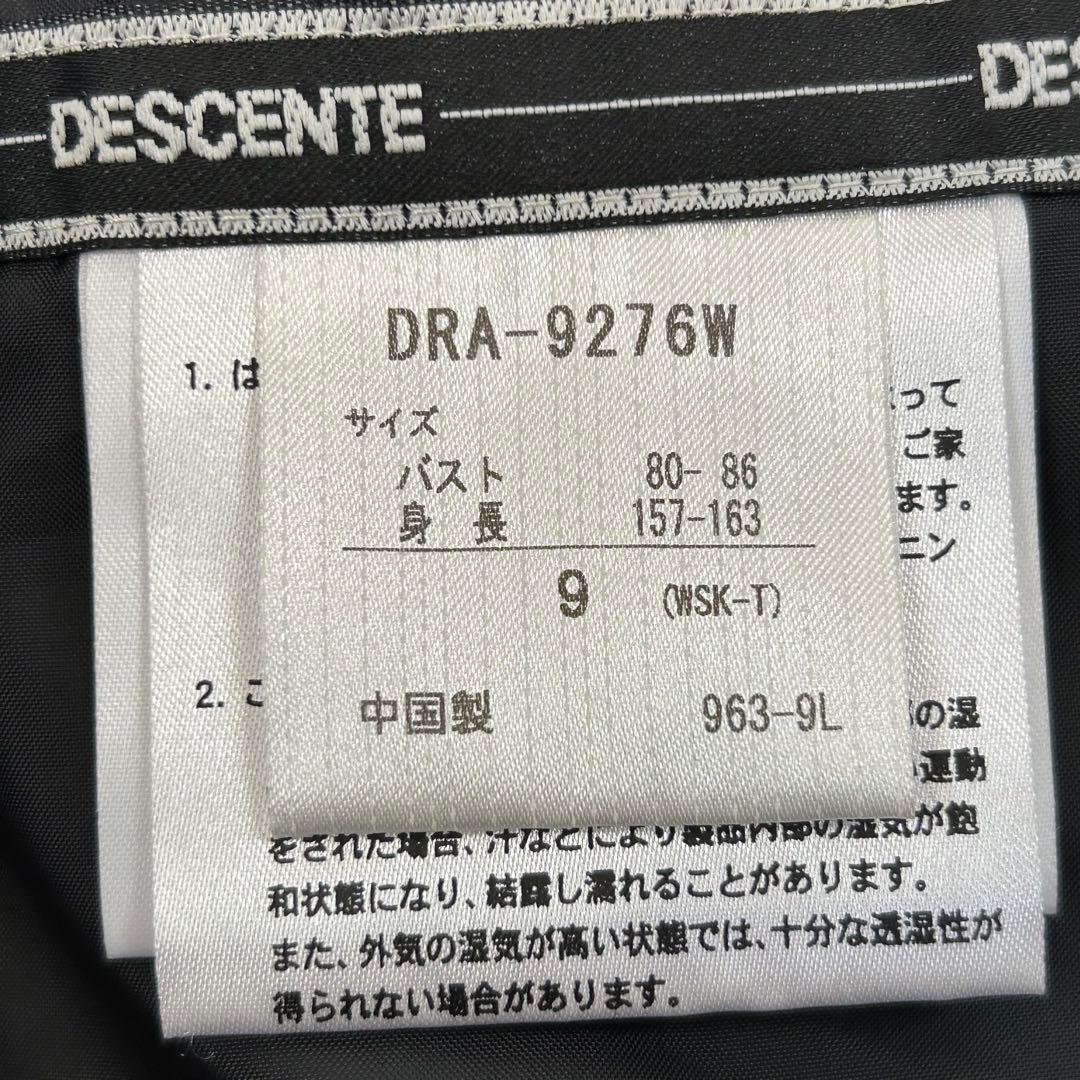 DESCENTE DES
DRA-9276W
サイズ
バスト 80- 86
身 長 157-163
9 (WSK-T)
中国製 963-9L
1. は
って
ご家
ます。
ニン
2. こ
の湿
運動
をされた場合、汗などにより製品内部の湿気が飽
和状態になり、結露し濡れることがあります。
また、外気の湿気が高い状態では、十分な透湿性が
得られない場合があります。